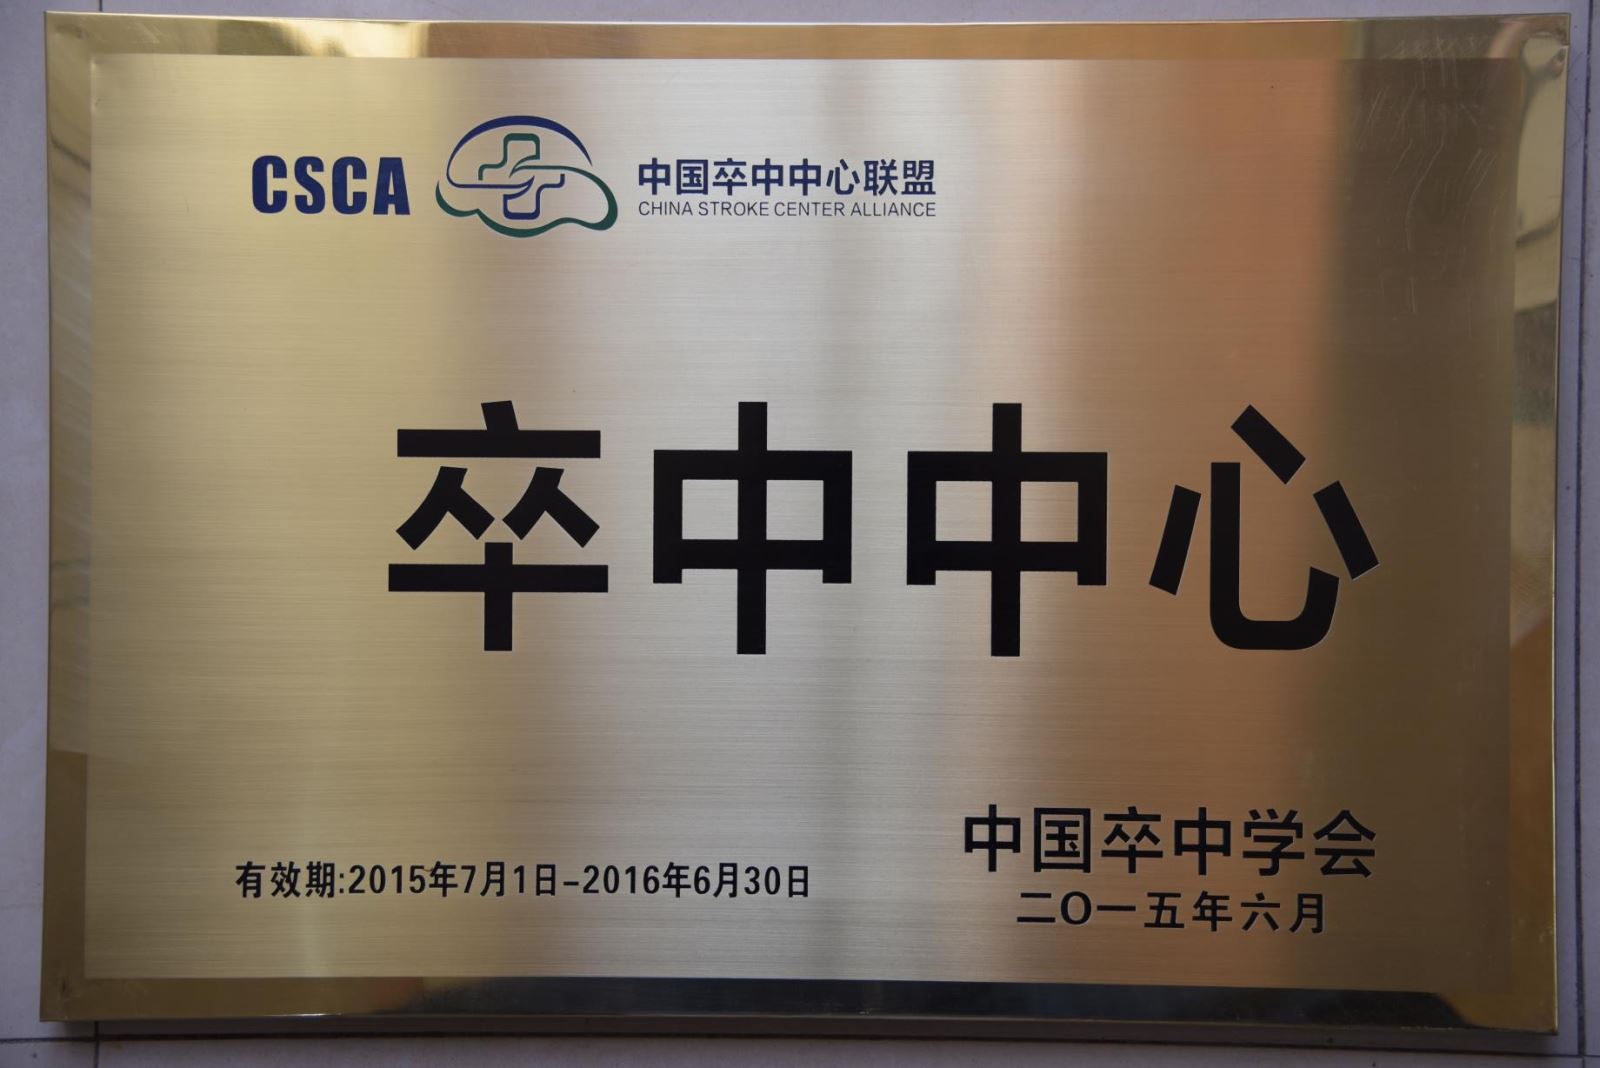 CSCA
中国卒中中心联盟
CHINA STROKE CENTER ALLIANCE
卒中中心
有效期:2015年7月1日-2016年6月30日
中国卒中学会
二〇一五年六月